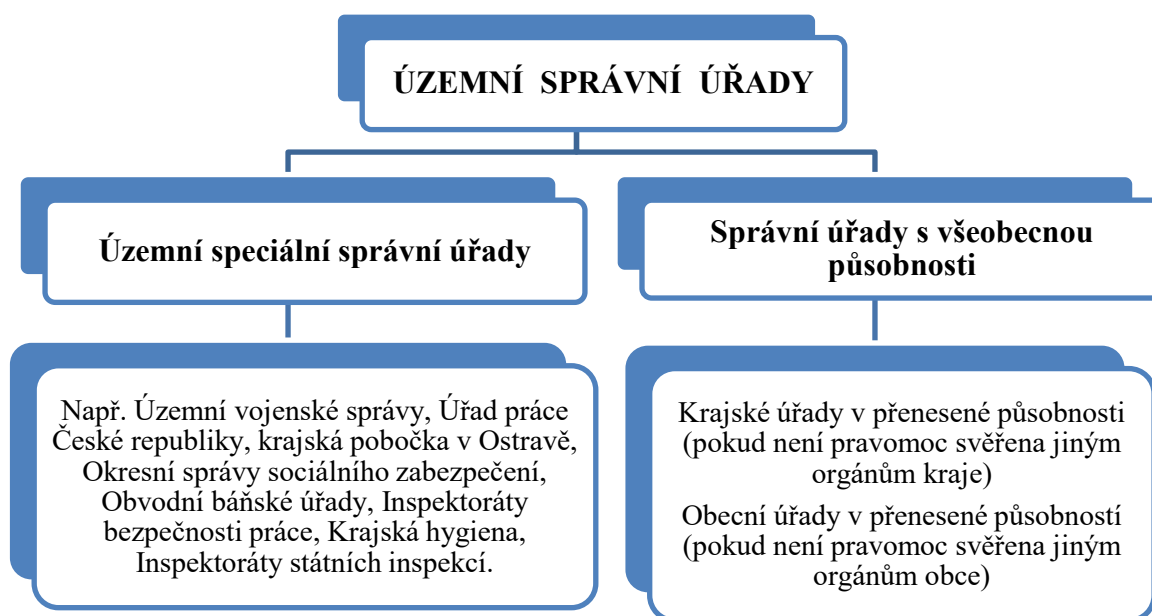 ÚZEMNÍ SPRÁVNÍ ÚŘADY
Územní speciální správní úřady
Správní úřady s všeobecnou
působnosti
Např. Územní vojenské správy, Úřad práce
České republiky, krajská pobočka v Ostravě,
Okresní správy sociálního zabezpečení,
Obvodní báňské úřady, Inspektoráty
bezpečnosti práce, Krajská hygiena,
Inspektoráty státních inspekcí.
Krajské úřady v přenesené působnosti
(pokud není pravomoc svěřena jiným
orgánům kraje)
Obecní úřady v přenesené působností
(pokud není pravomoc svěřena jiným
orgánům obce)